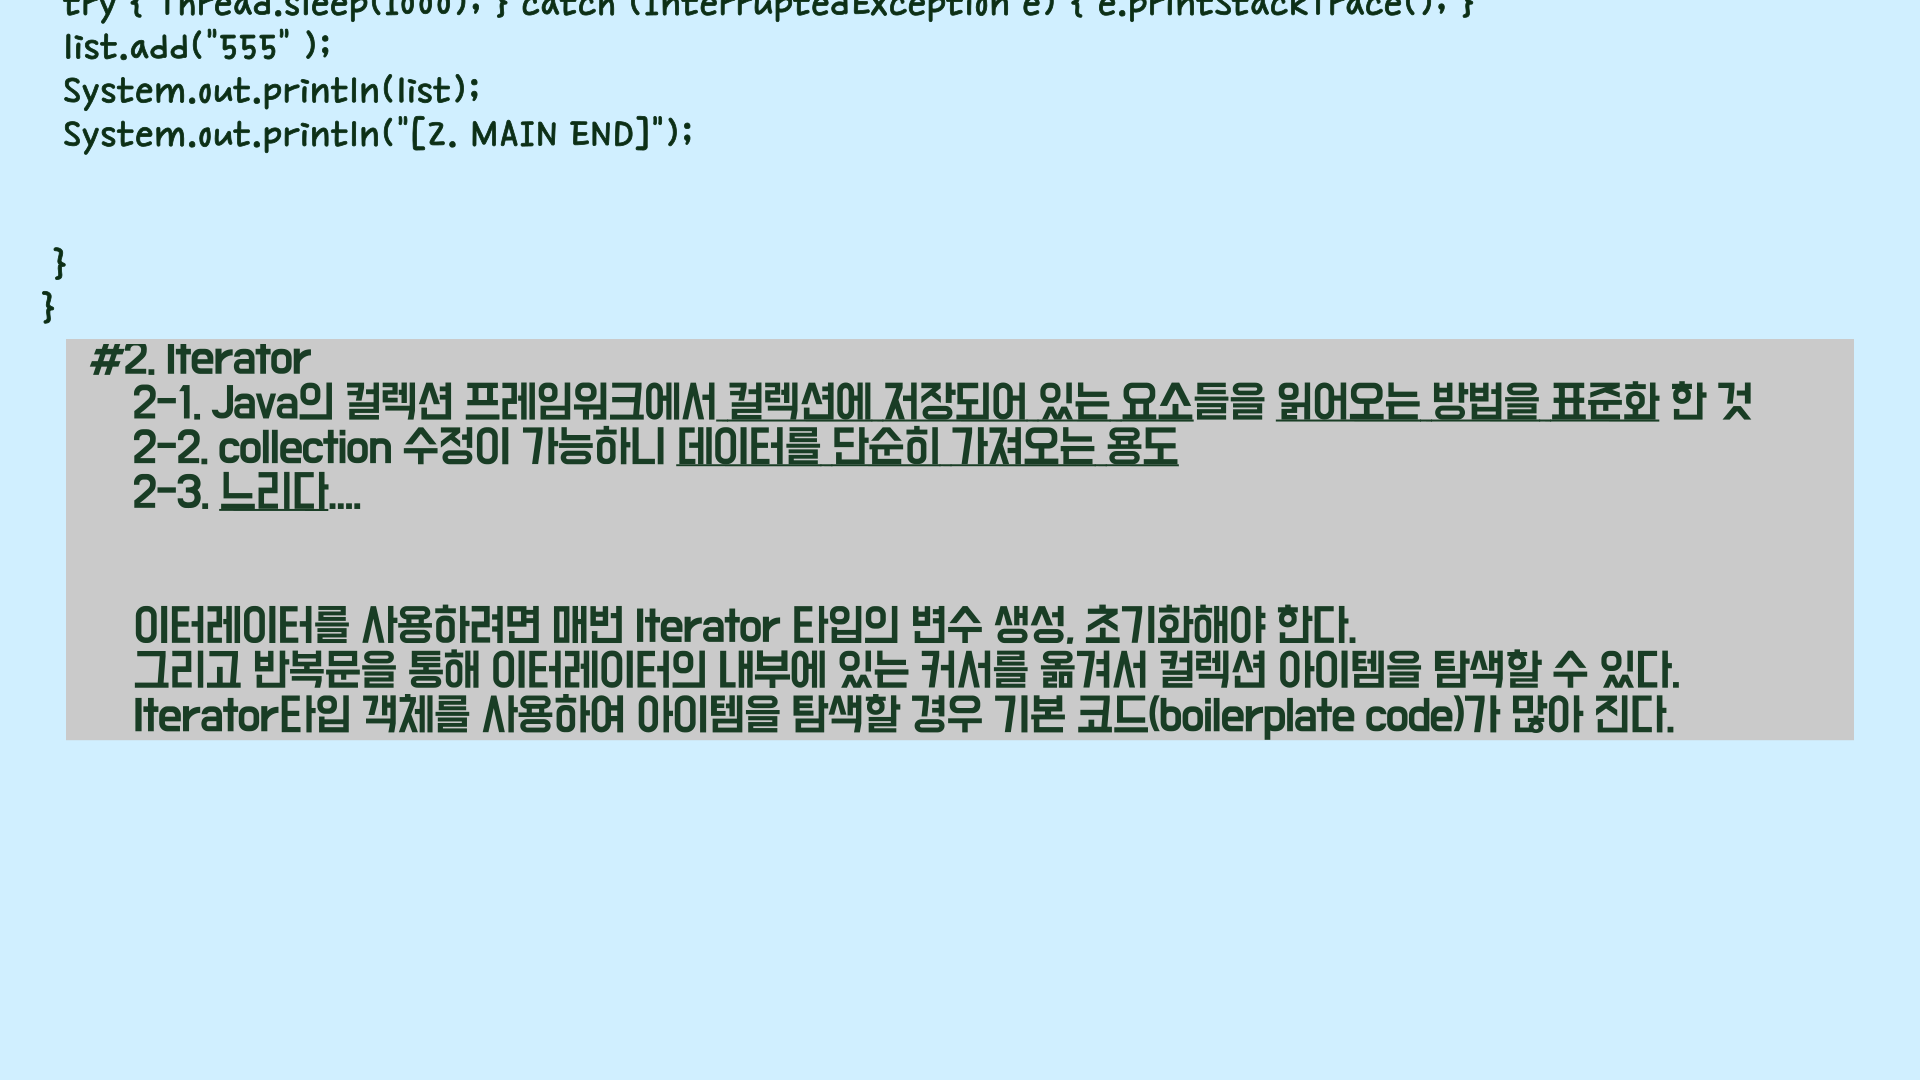 try { Thread.sleep(1000); } catch (InterruptedException e) { e.printStackTrace(); }
list.add("555" );
System.out.println(list);
System.out.println("[2. MAIN END]");
}
}
#2. Iterator
2-1. Java의 컬렉션 프레임워크에서 컬렉션에 저장되어 있는 요소들을 읽어오는 방법을 표준화 한 것
2-2. collection 수정이 가능하니 데이터를 단순히 가져오는 용도
2-3. 느리다....
이터레이터를 사용하려면 매번 Iterator 타입의 변수 생성, 초기화해야 한다.
그리고 반복문을 통해 이터레이터의 내부에 있는 커서를 옮겨서 컬렉션 아이템을 탐색할 수 있다.
Iterator타입 객체를 사용하여 아이템을 탐색할 경우 기본 코드(boilerplate code)가 많아 진다.